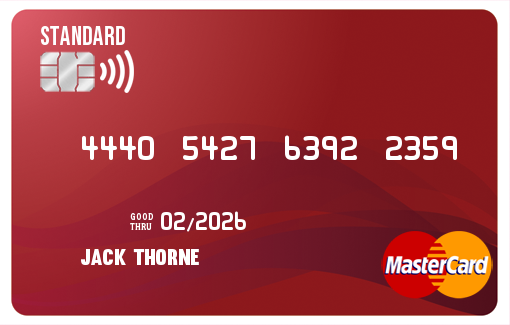 STANDARD
4440 5427 6392 2359
GOOD
THRU 02/2026
JACK THORNE
MasterCard